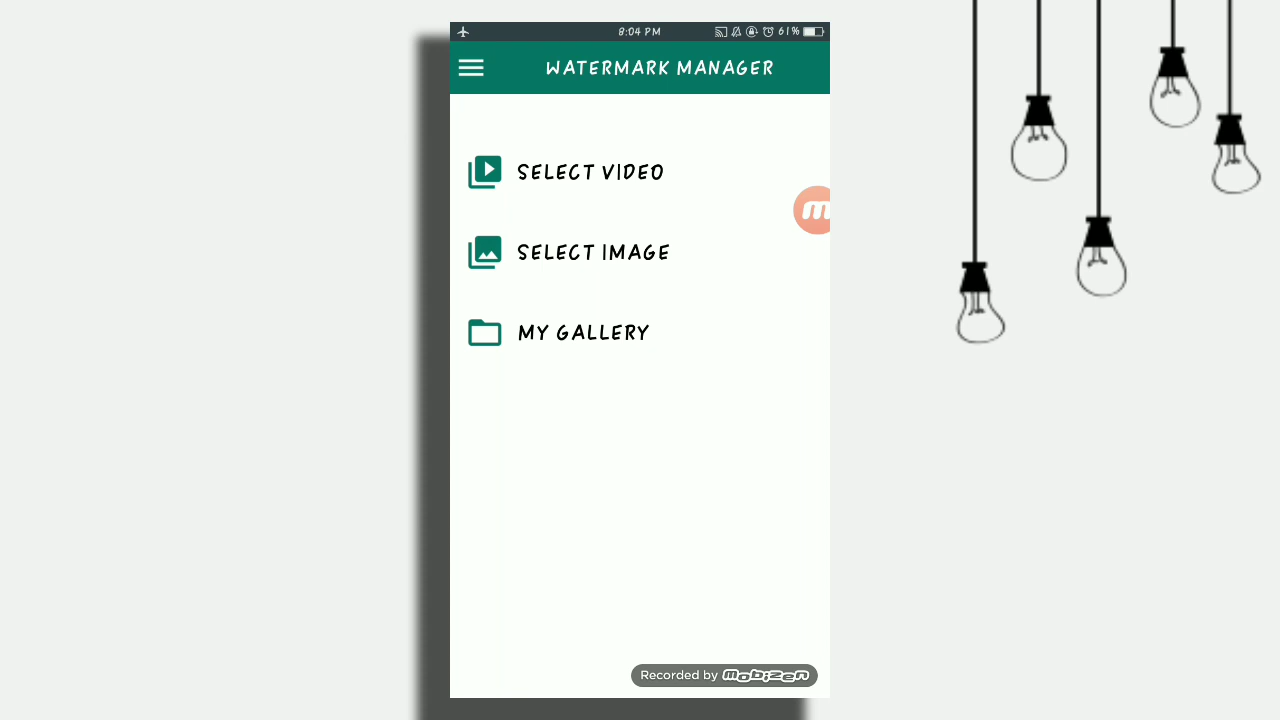 8:04 PM 61%
WATERMARK MANAGER
SELECT VIDEO
m
SELECT IMAGE
MY GALLERY
Recorded by mobizen